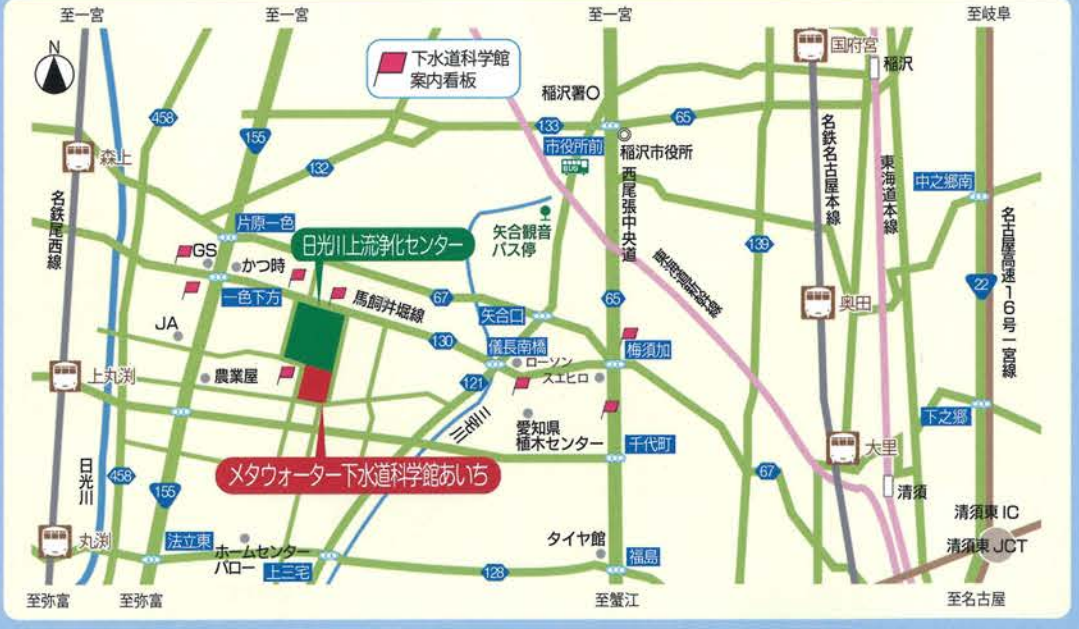 至一宮
至一宮
至一宮
至岐阜
N
下水道科学館
案内看板
国府宮
稲沢
稲沢署
458
155
133
65
132
市役所前
BUS
稲沢市役所
森上
名鉄尾西線
西尾張中央道
名鉄名古屋本線
東海道本線
中之郷南
名古屋高速16号一宮線
片原一色
矢合観音
バス停
139
GS
かつ時
日光川上流浄化センター
東海道新幹線
22
一色下方
馬飼井堀線
67
65
奥田
矢合口
JA
130
儀長南橋
梅須加
ローソン
スエヒロ
上丸渕
農業屋
121
三宅川
愛知県
植木センター
千代町
下之郷
大里
メタウォーター下水道科学館あいち
67
日光川
458
155
清須
清須東IC
清須東JCT
丸渕
法立東
ホームセンター
バロー
上三宅
128
タイヤ館
福島
至弥富
至弥富
至蟹江
至名古屋